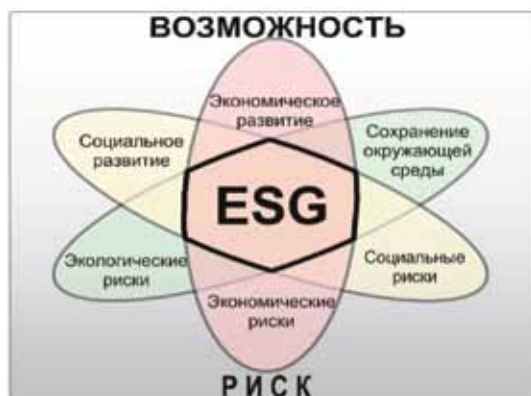 ВОЗМОЖНОСТЬ
Экономическое
развитие
Социальное
развитие
Сохранение
окружающей
среды
ESG
Экологические
риски
Социальные
риски
Экономические
риски
РИСК